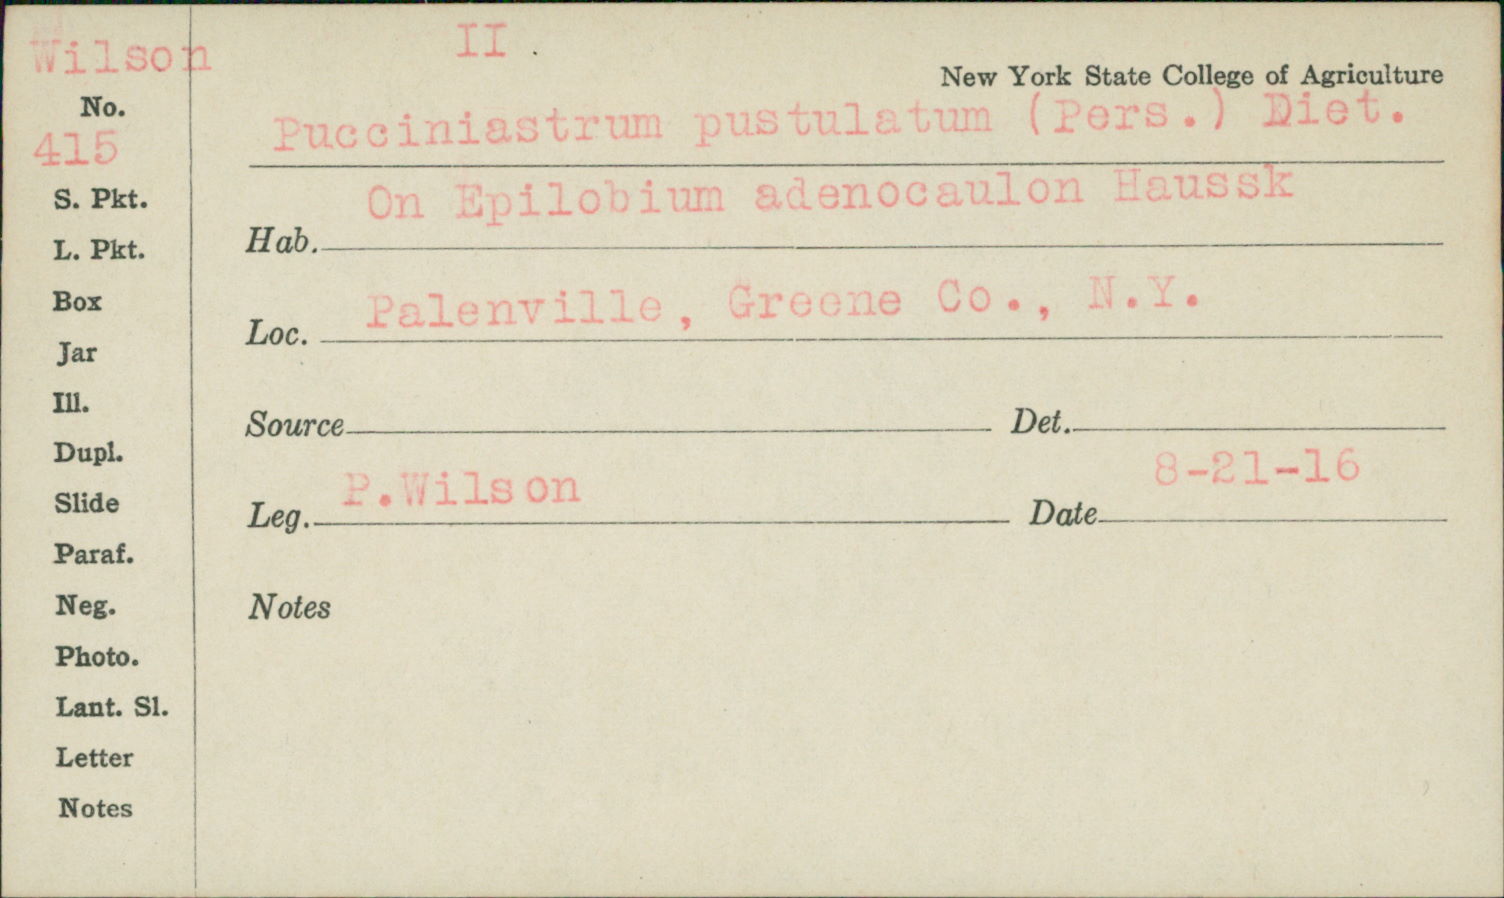 Wilson II.
New York State College of Agriculture
No.
415
Pucciniastrum pustulatum (Pers.) Diet.
S. Pkt.
On Epilobium adenocaulon Haussk
Hab.
L. Pkt.
Box
Palenville, Greene Co., N.Y.
Loc.
Jar
Ill.
Source Det.
Dupl.
P.Wilson 8-21-16
Slide
Leg. Date
Paraf.
Neg.
Notes
Photo.
Lant. Sl.
Letter
Notes